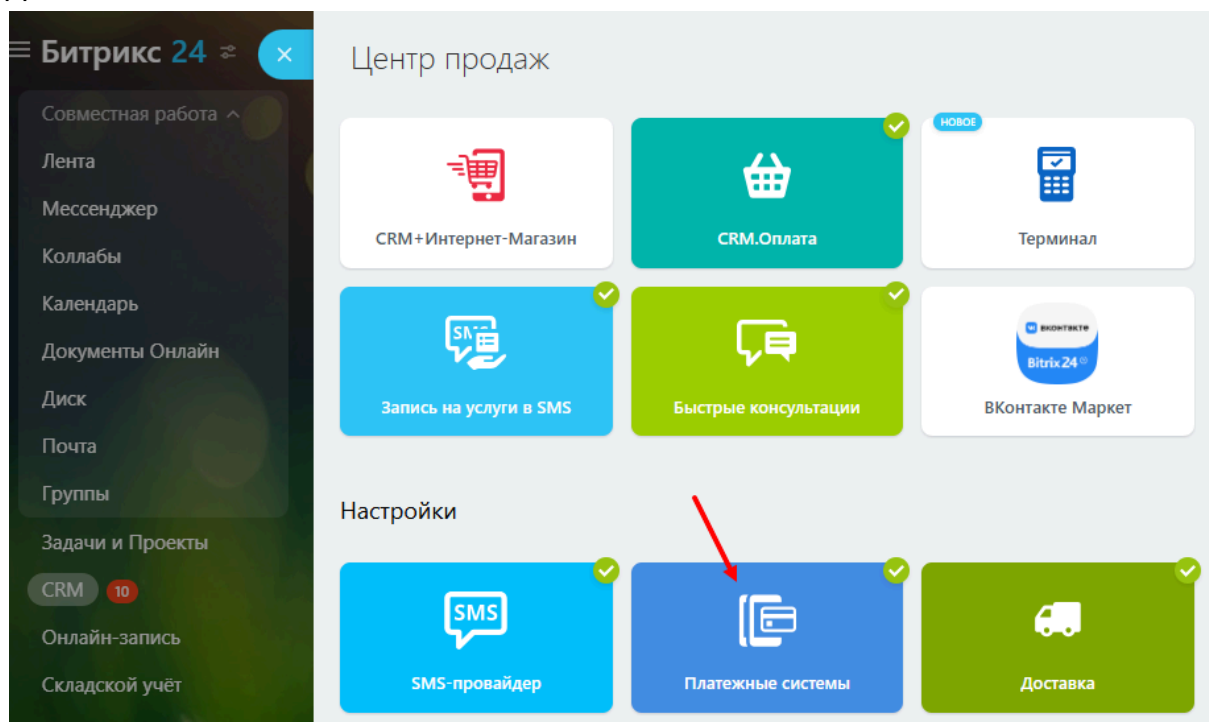 Битрикс 24
Совместная работа
Лента
Мессенджер
Коллабы
Календарь
Документы Онлайн
Диск
Почта
Группы
Задачи и Проекты
CRM 10
Онлайн-запись
Складской учёт
Центр продаж
CRM+Интернет-Магазин
CRM.Оплата
НОВОЕ
Терминал
SMS
Запись на услуги в SMS
Быстрые консультации
вконтакте
Bitrix24
ВКонтакте Маркет
Настройки
SMS
SMS-провайдер
Платежные системы
Доставка